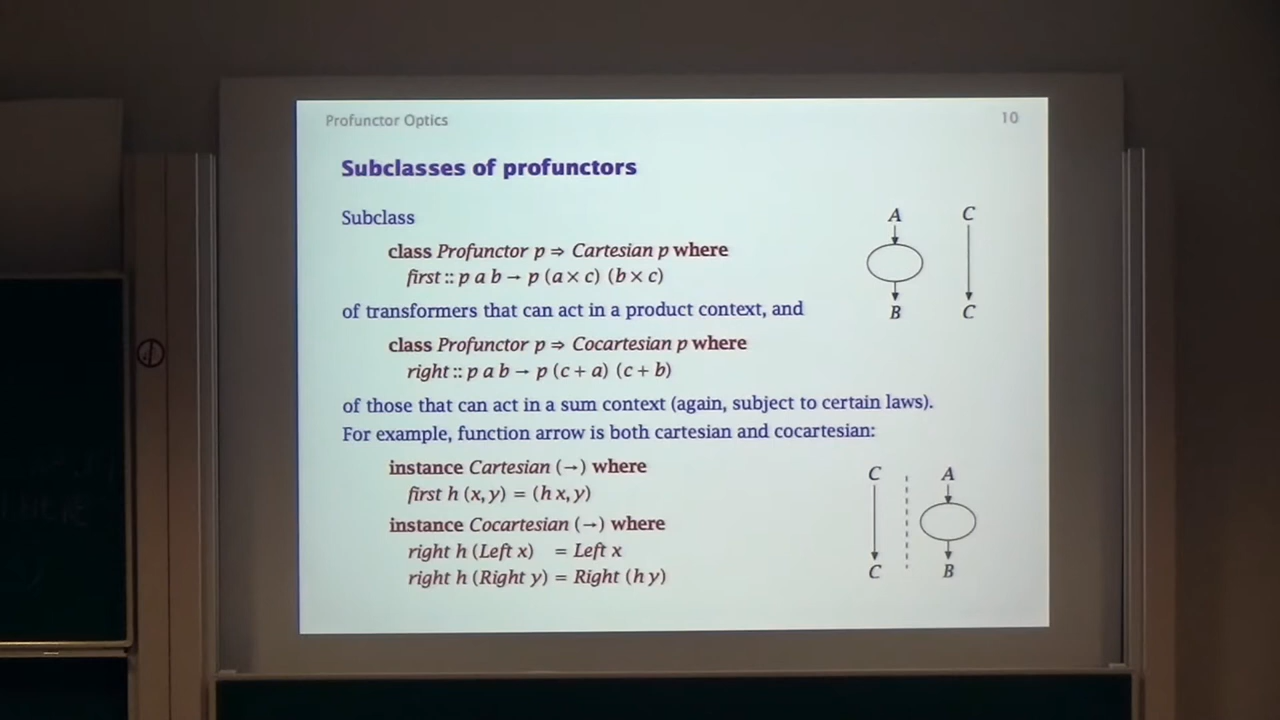 Profunctor Optics
10
Subclasses of profunctors
Subclass
class Profunctor p ⇒ Cartesian p where
first :: p a b → p (a × c) (b × c)
of transformers that can act in a product context, and
class Profunctor p ⇒ Cocartesian p where
right :: p a b → p (c + a) (c + b)
of those that can act in a sum context (again, subject to certain laws).
For example, function arrow is both cartesian and cocartesian:
instance Cartesian (→) where
first h (x, y) = (h x, y)
instance Cocartesian (→) where
right h (Left x) = Left x
right h (Right y) = Right (h y)
A C
B C
C A
C B